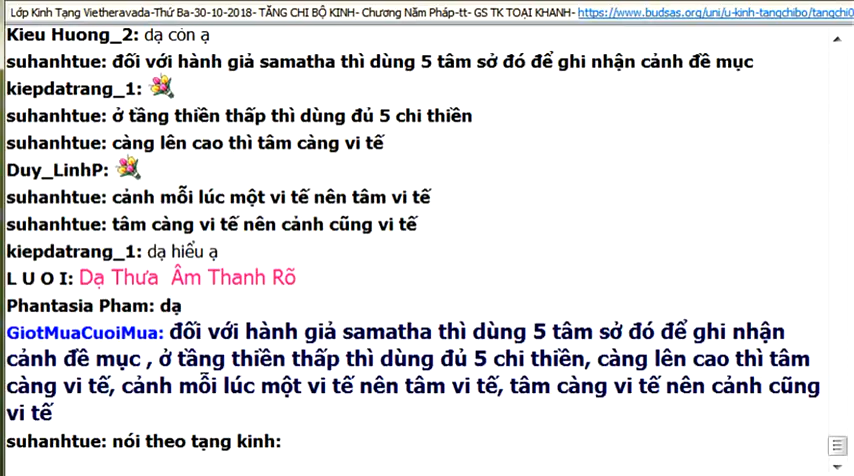 Lớp Kinh Tạng Vietheravada-Thứ Ba-30-10-2018- TĂNG CHI BỘ KINH- Chương Năm Pháp-tt- GS TK TOẠI KHANH- https://www.budsas.org/uni/u-kinh-tangchibo/tangchi0
Kieu Huong_2: dạ còn ạ
suhanhtue: đối với hành giả samatha thì dùng 5 tâm sở đó để ghi nhận cảnh đề mục
kiepdatrang_1:
suhanhtue: ở tầng thiền thấp thì dùng đủ 5 chi thiền
suhanhtue: càng lên cao thì tâm càng vi tế
Duy_LinhP:
suhanhtue: cảnh mỗi lúc một vi tế nên tâm vi tế
suhanhtue: tâm càng vi tế nên cảnh cũng vi tế
kiepdatrang_1: dạ hiểu ạ
L U O I: Dạ Thưa Âm Thanh Rõ
Phantasia Pham: dạ
GiotMuaCuoiMua: đối với hành giả samatha thì dùng 5 tâm sở đó để ghi nhận
cảnh đề mục , ở tầng thiền thấp thì dùng đủ 5 chi thiền, càng lên cao thì tâm
càng vi tế, cảnh mỗi lúc một vi tế nên tâm vi tế, tâm càng vi tế nên cảnh cũng
vi tế
suhanhtue: nói theo tạng kinh: